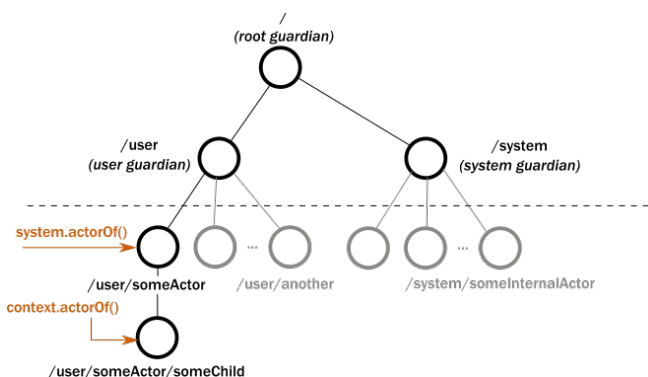 /
(root guardian)
/user
(user guardian)
/system
(system guardian)
system.actorOf()
...
...
/user/someActor
/user/another
/system/someInternalActor
context.actorOf()
/user/someActor/someChild